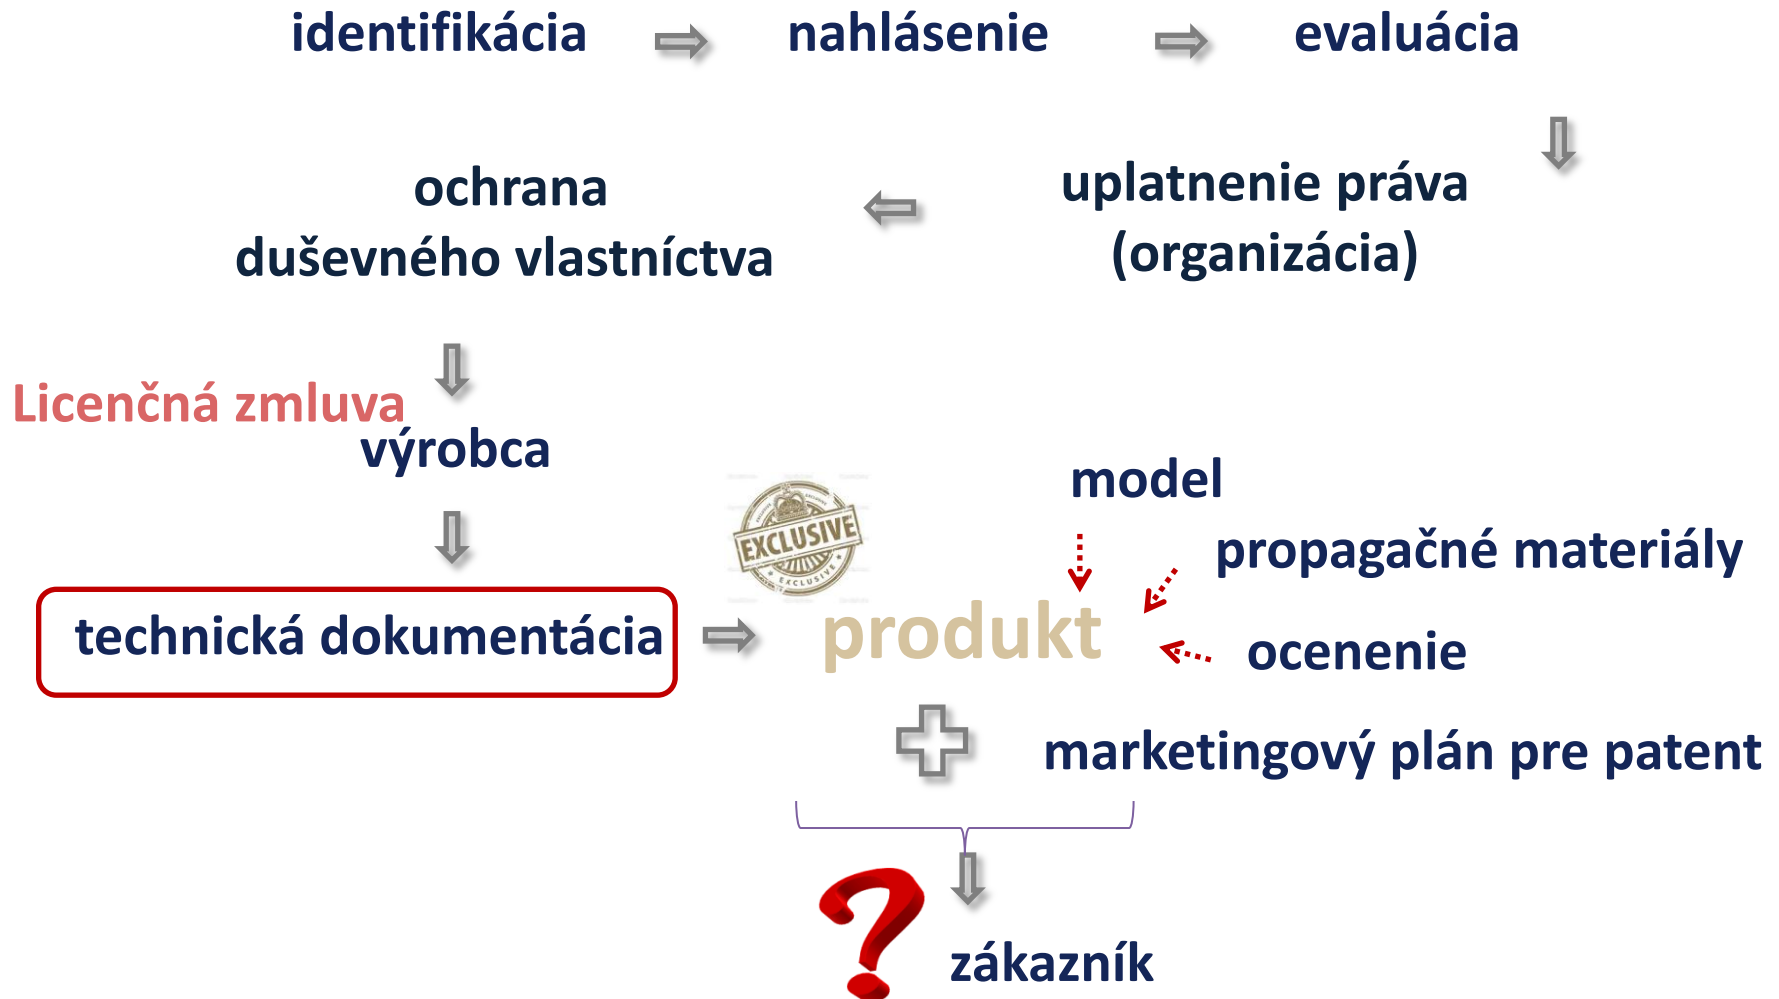 identifikácia
nahlásenie
evaluácia
uplatnenie práva
(organizácia)
ochrana
duševného vlastníctva
Licenčná zmluva
výrobca
technická dokumentácia
EXCLUSIVE
EXCLUSIVE
produkt
model
propagačné materiály
ocenenie
marketingový plán pre patent
zákazník